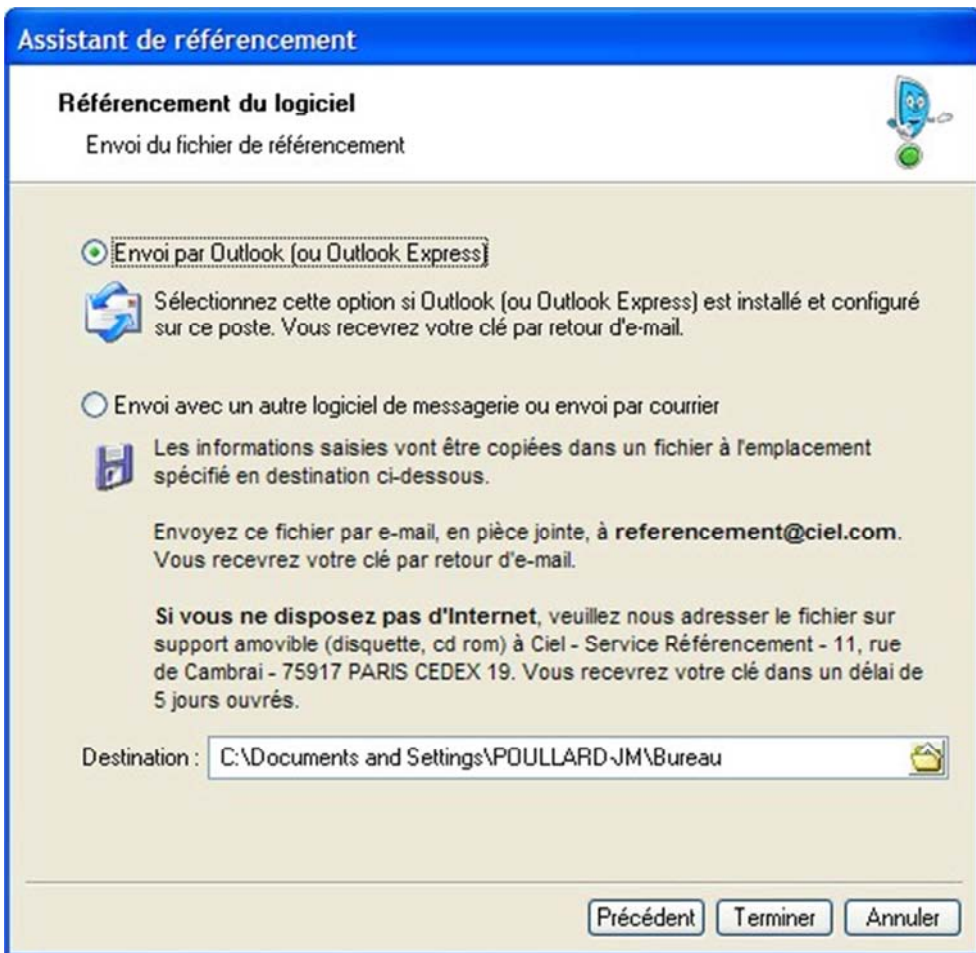 Assistant de référencement
Référencement du logiciel
Envoi du fichier de référencement
Envoi par Outlook (ou Outlook Express)
Sélectionnez cette option si Outlook (ou Outlook Express) est installé et configuré
sur ce poste. Vous recevrez votre clé par retour d'e-mail.
Envoi avec un autre logiciel de messagerie ou envoi par courrier
Les informations saisies vont être copiées dans un fichier à l'emplacement
spécifié en destination ci-dessous.
Envoyez ce fichier par e-mail, en pièce jointe, à referencement@ciel.com.
Vous recevrez votre clé par retour d'e-mail.
Si vous ne disposez pas d'Internet, veuillez nous adresser le fichier sur
support amovible (disquette, cd rom) à Ciel - Service Référencement - 11, rue
de Cambrai - 75917 PARIS CEDEX 19. Vous recevrez votre clé dans un délai de
5 jours ouvrés.
Destination : C:\Documents and Settings\POULLARD-JM\Bureau
Précédent Terminer Annuler